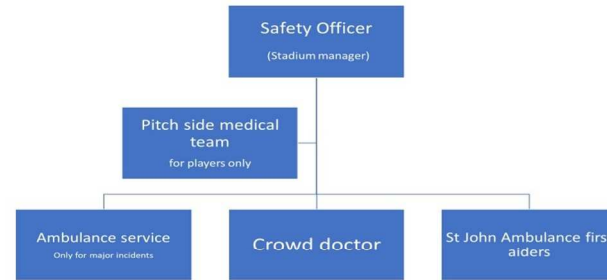 Safety Officer
(Stadium manager)
Pitch side medical
team
for players only
Ambulance service
Only for major incidents
Crowd doctor
St John Ambulance first
aiders